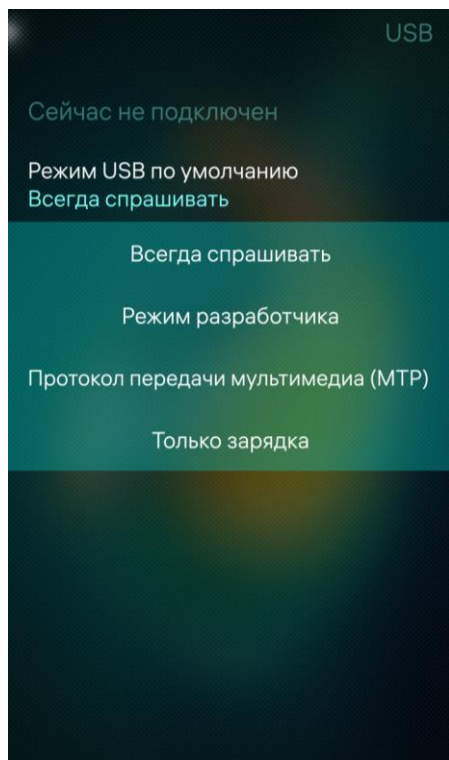 USB
Сейчас не подключен
Режим USB по умолчанию
Всегда спрашивать
Всегда спрашивать
Режим разработчика
Протокол передачи мультимедиа (MTP)
Только зарядка